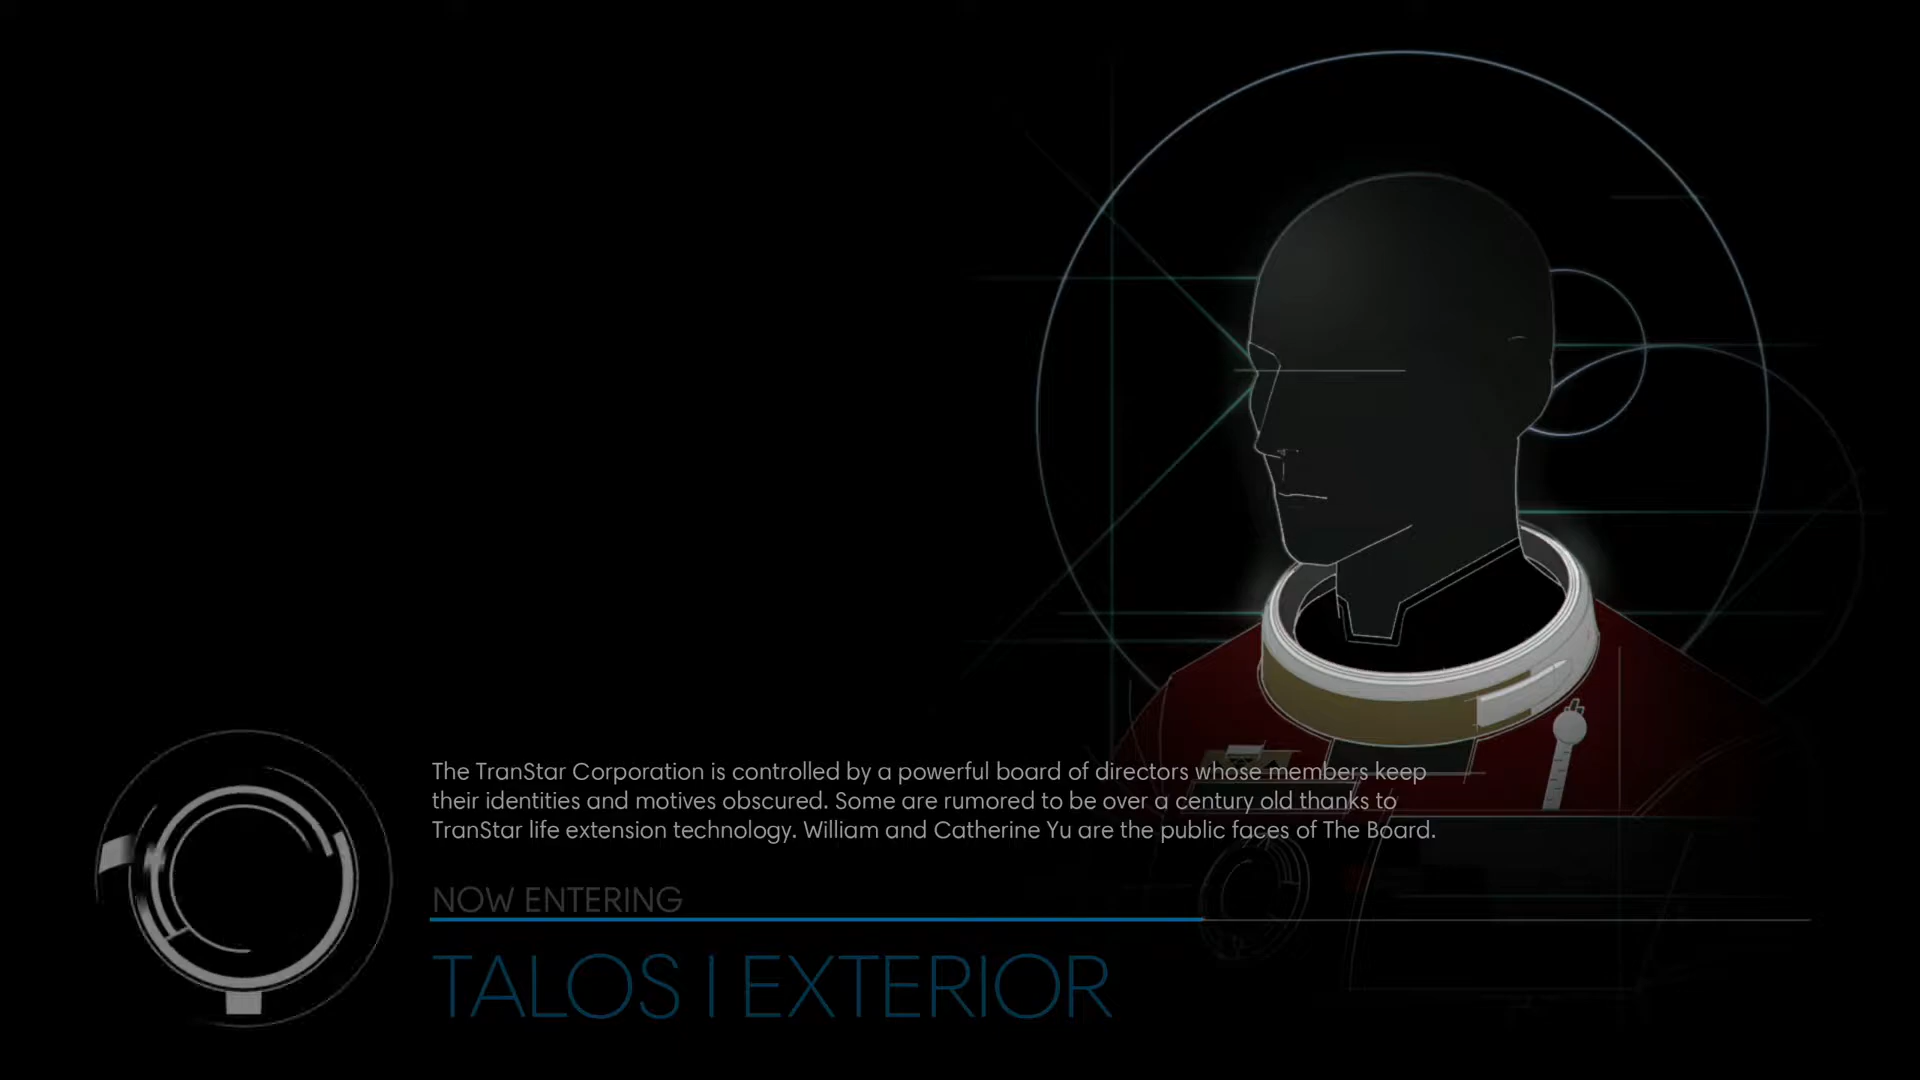 The TranStar Corporation is controlled by a powerful board of directors whose members keep
their identities and motives obscured. Some are rumored to be over a century old thanks to
TranStar life extension technology. William and Catherine Yu are the public faces of The Board.
NOW ENTERING
TALOS I EXTERIOR